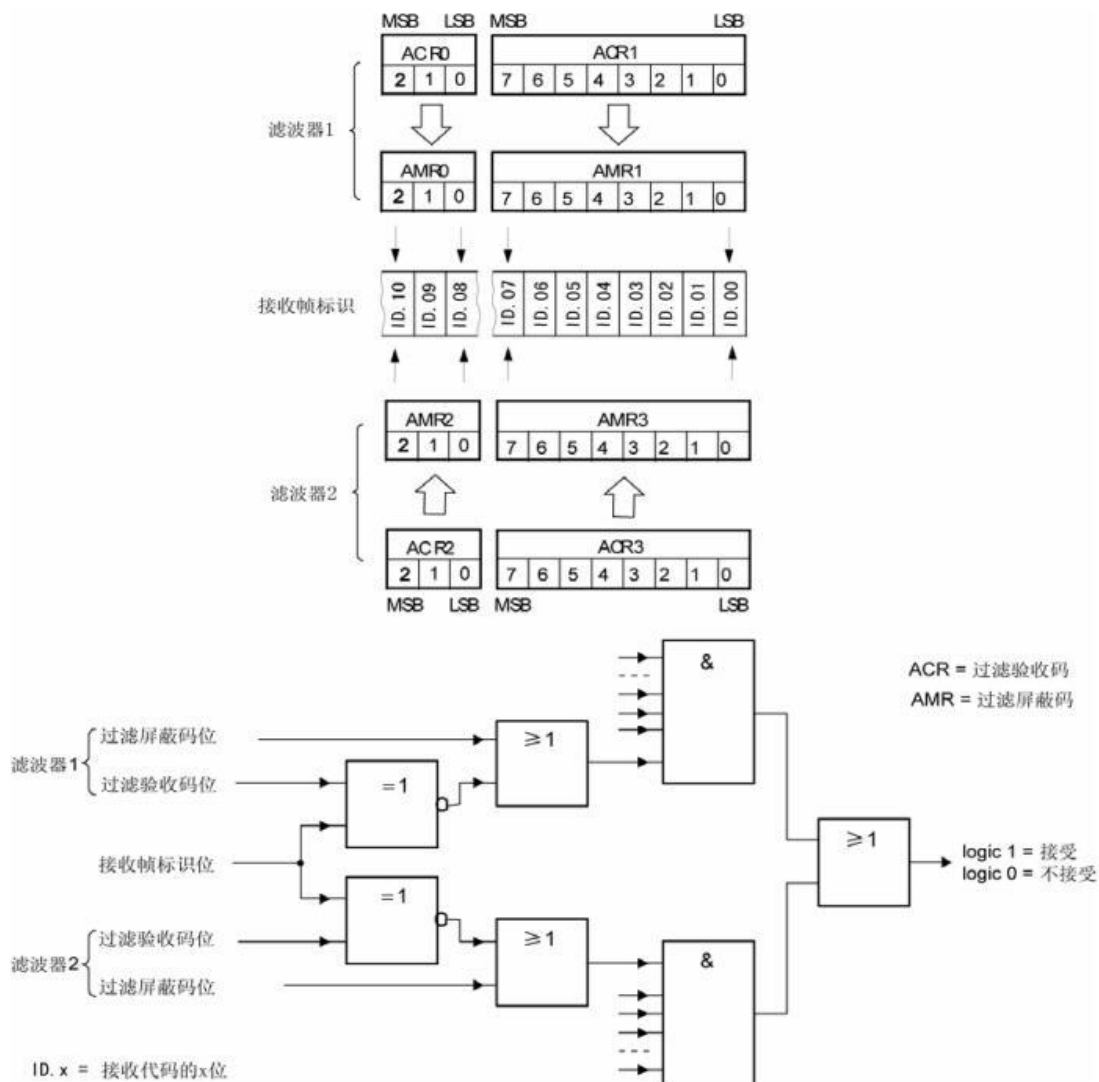 MSB LSB MSB LSB
ACR0 ACR1
2 1 0 7 6 5 4 3 2 1 0
滤波器1
AMR0 AMR1
2 1 0 7 6 5 4 3 2 1 0
接收帧标识 ID.10 ID.09 ID.08 ID.07 ID.06 ID.05 ID.04 ID.03 ID.02 ID.01 ID.00
AMR2 AMR3
2 1 0 7 6 5 4 3 2 1 0
滤波器2
ACR2 ACR3
2 1 0 7 6 5 4 3 2 1 0
MSB LSB MSB LSB
&
ACR = 过滤验收码
AMR = 过滤屏蔽码
滤波器1
过滤屏蔽码位
≥1
过滤验收码位
=1
接收帧标识位
≥1
logic 1 = 接受
logic 0 = 不接受
=1
滤波器2
过滤验收码位
≥1
&
过滤屏蔽码位
ID.x = 接收代码的x位